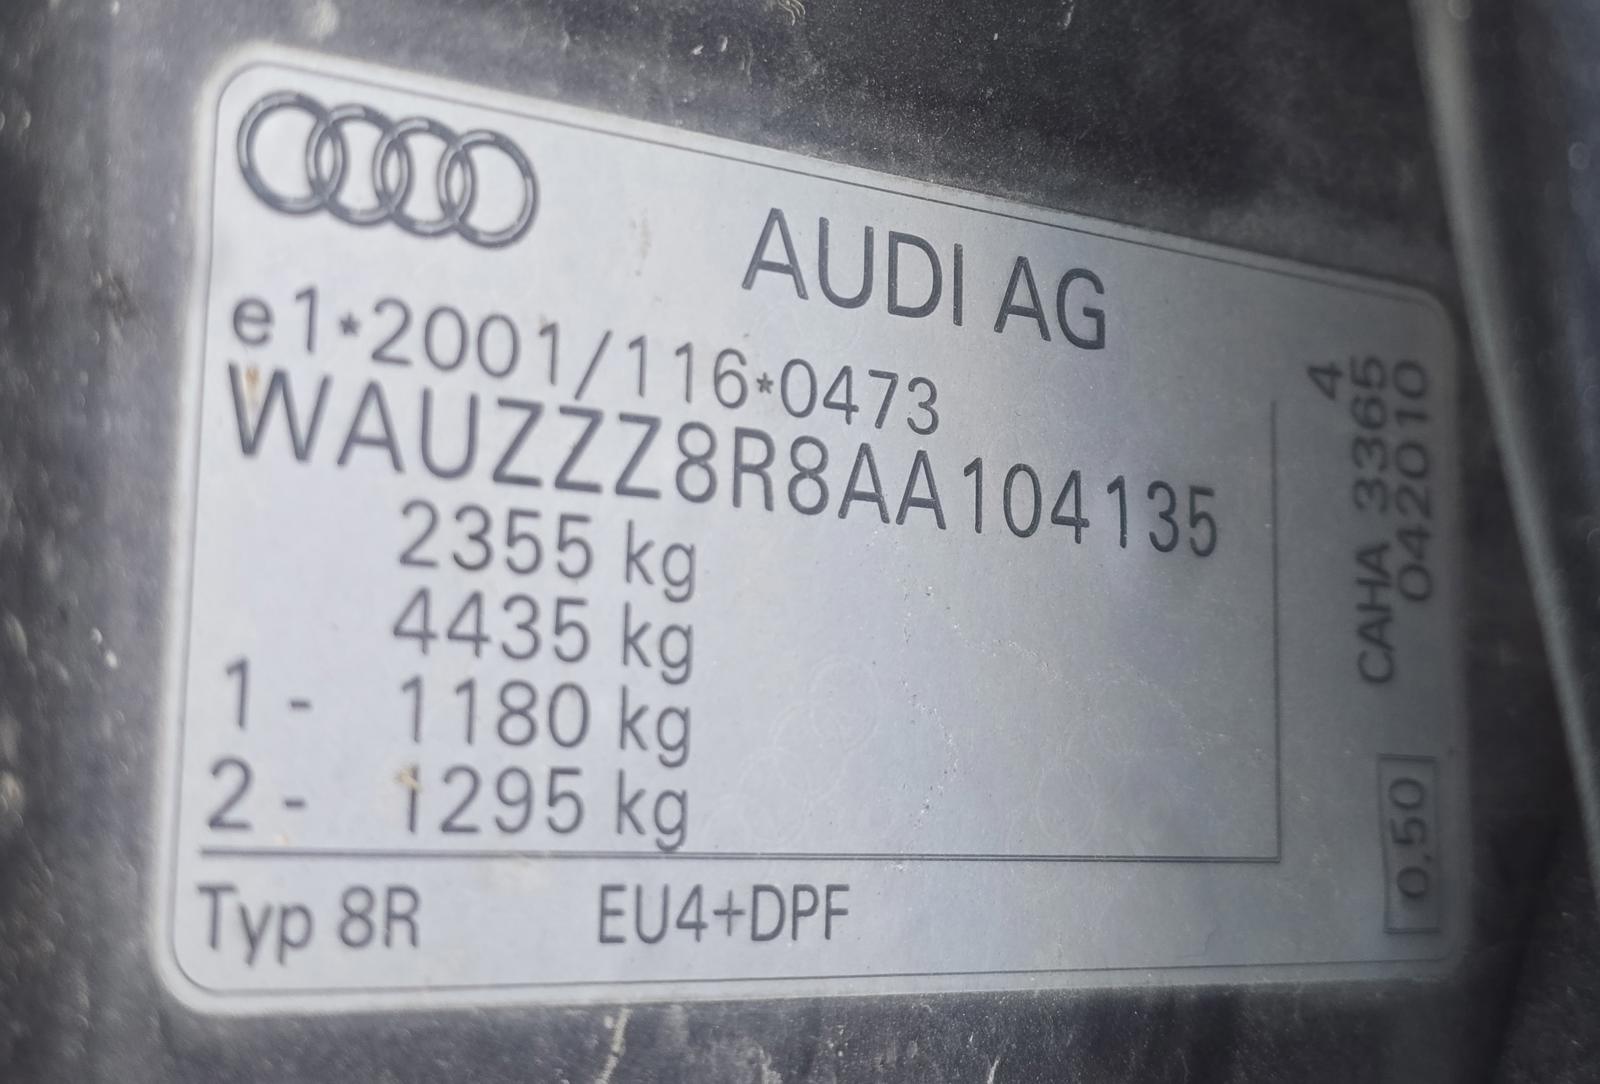 AUDI AG
e1*2001/116*0473
WAUZZZ8R8AA104135
2355 kg
4435 kg
1 - 1180 kg
2 - 1295 kg
Typ 8R EU4+DPF
4
CAHA 3365
042010
0.50